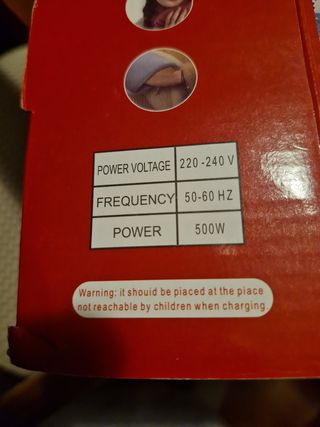 POWER VOLTAGE 220-240 V
FREQUENCY 50-60 HZ
POWER 500W
Warning: it shouid be piaced at the place
not reachable by children when charging